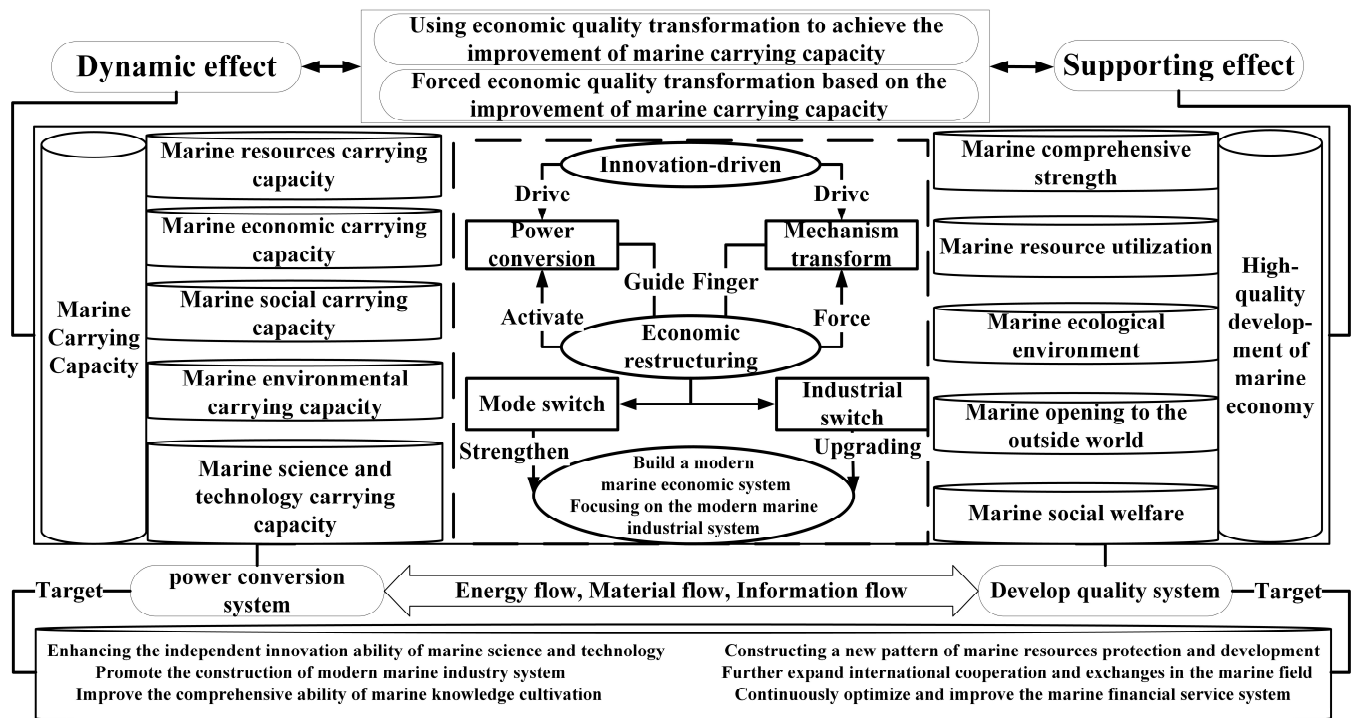 Using economic quality transformation to achieve the
improvement of marine carrying capacity
Dynamic effect
Forced economic quality transformation based on the
improvement of marine carrying capacity
Supporting effect
Marine
Carrying
Capacity
Marine resources carrying
capacity
Marine economic carrying
capacity
Marine social carrying
capacity
Marine environmental
carrying capacity
Marine science and
technology carrying
capacity
Innovation-driven
Drive
Drive
Power
conversion
Mechanism
transform
Guide
Finger
Activate
Force
Economic
restructuring
Mode switch
Industrial
switch
Strengthen
Upgrading
Build a modern
marine economic system
Focusing on the modern marine
industrial system
Marine comprehensive
strength
Marine resource utilization
Marine ecological
environment
Marine opening to the
outside world
Marine social welfare
High-
quality
develop-
ment of
marine
economy
Target
power conversion
system
Energy flow, Material flow, Information flow
Develop quality system
Target
Enhancing the independent innovation ability of marine science and technology
Promote the construction of modern marine industry system
Improve the comprehensive ability of marine knowledge cultivation
Constructing a new pattern of marine resources protection and development
Further expand international cooperation and exchanges in the marine field
Continuously optimize and improve the marine financial service system